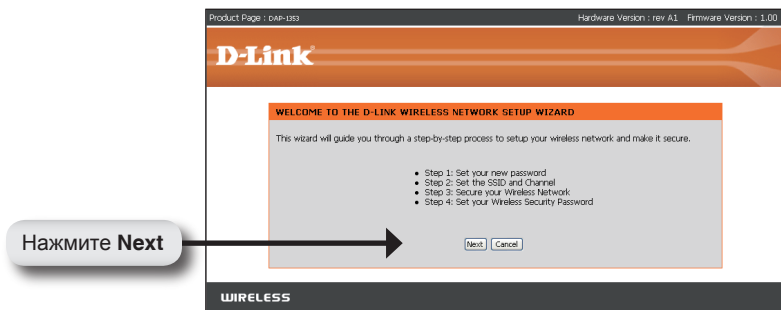 Product Page : DAP-1353 Hardware Version : rev A1 Firmware Version : 1.00
D-Link
WELCOME TO THE D-LINK WIRELESS NETWORK SETUP WIZARD
This wizard will guide you through a step-by-step process to setup your wireless network and make it secure.
• Step 1: Set your new password
• Step 2: Set the SSID and Channel
• Step 3: Secure your Wireless Network
• Step 4: Set your Wireless Security Password
Нажмите Next
Next Cancel
WIRELESS